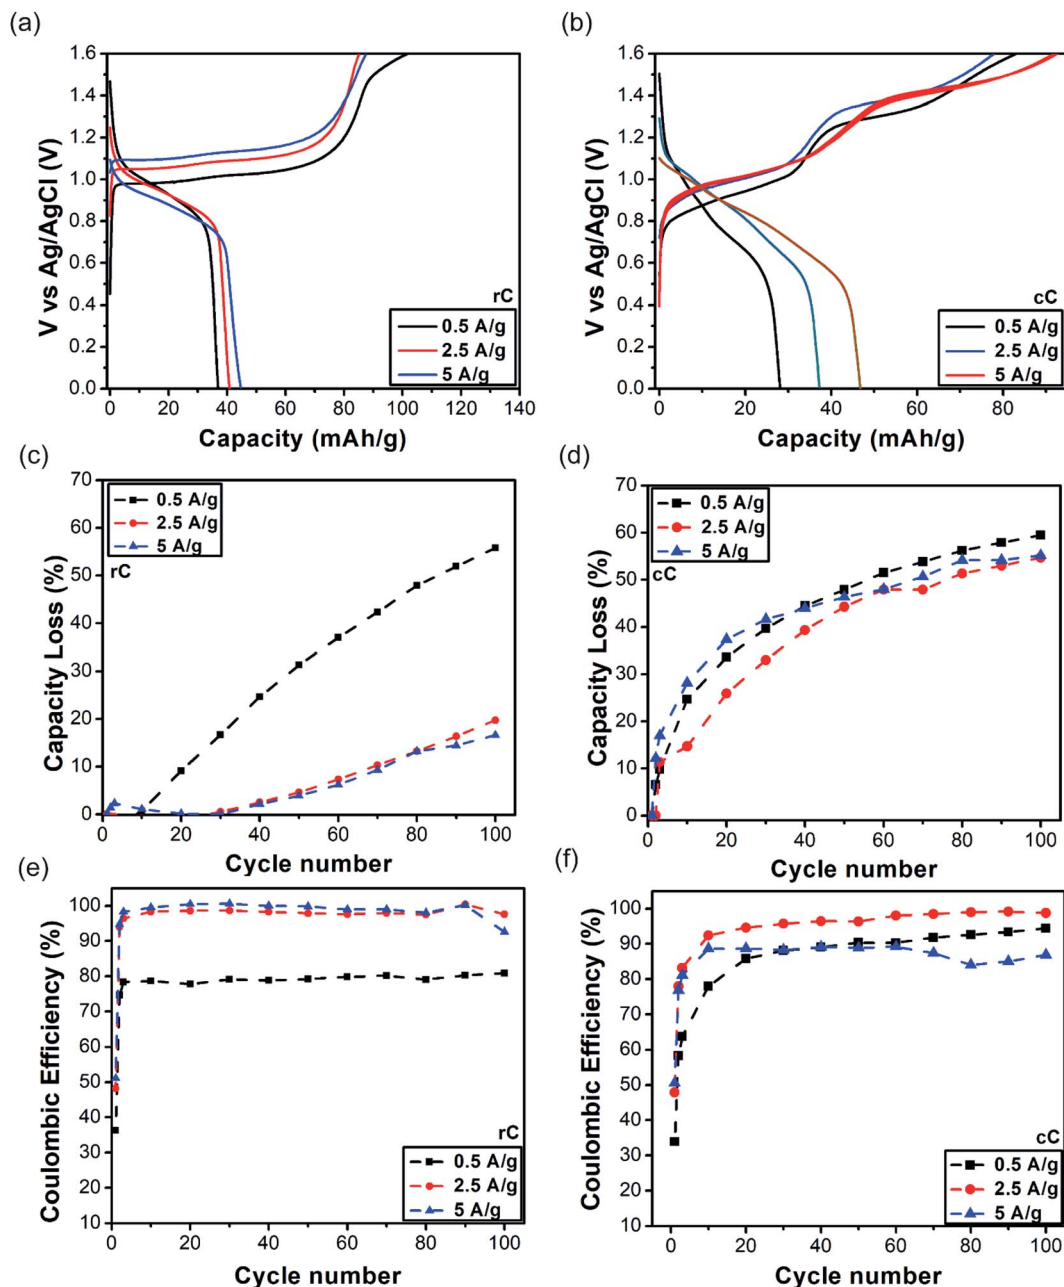 (a)
1.6
1.4
1.2
1.0
0.8
0.6
0.4
0.2
0.0
V vs Ag/AgCl (V)
rC
0.5 A/g
2.5 A/g
5 A/g
0 20 40 60 80 100 120 140
Capacity (mAh/g)
(b)
1.6
1.4
1.2
1.0
0.8
0.6
0.4
0.2
0.0
V vs Ag/AgCl (V)
cC
0.5 A/g
2.5 A/g
5 A/g
0 20 40 60 80
Capacity (mAh/g)
(c)
70
60
50
40
30
20
10
0
Capacity Loss (%)
0.5 A/g
2.5 A/g
5 A/g
rC
0 20 40 60 80 100
Cycle number
(d)
70
60
50
40
30
20
10
0
Capacity Loss (%)
0.5 A/g
2.5 A/g
5 A/g
cC
0 20 40 60 80 100
Cycle number
(e)
100
90
80
70
60
50
40
30
20
10
Coulombic Efficiency (%)
rC
0.5 A/g
2.5 A/g
5 A/g
0 20 40 60 80 100
Cycle number
(f)
100
90
80
70
60
50
40
30
20
10
Coulombic Efficiency (%)
cC
0.5 A/g
2.5 A/g
5 A/g
0 20 40 60 80 100
Cycle number